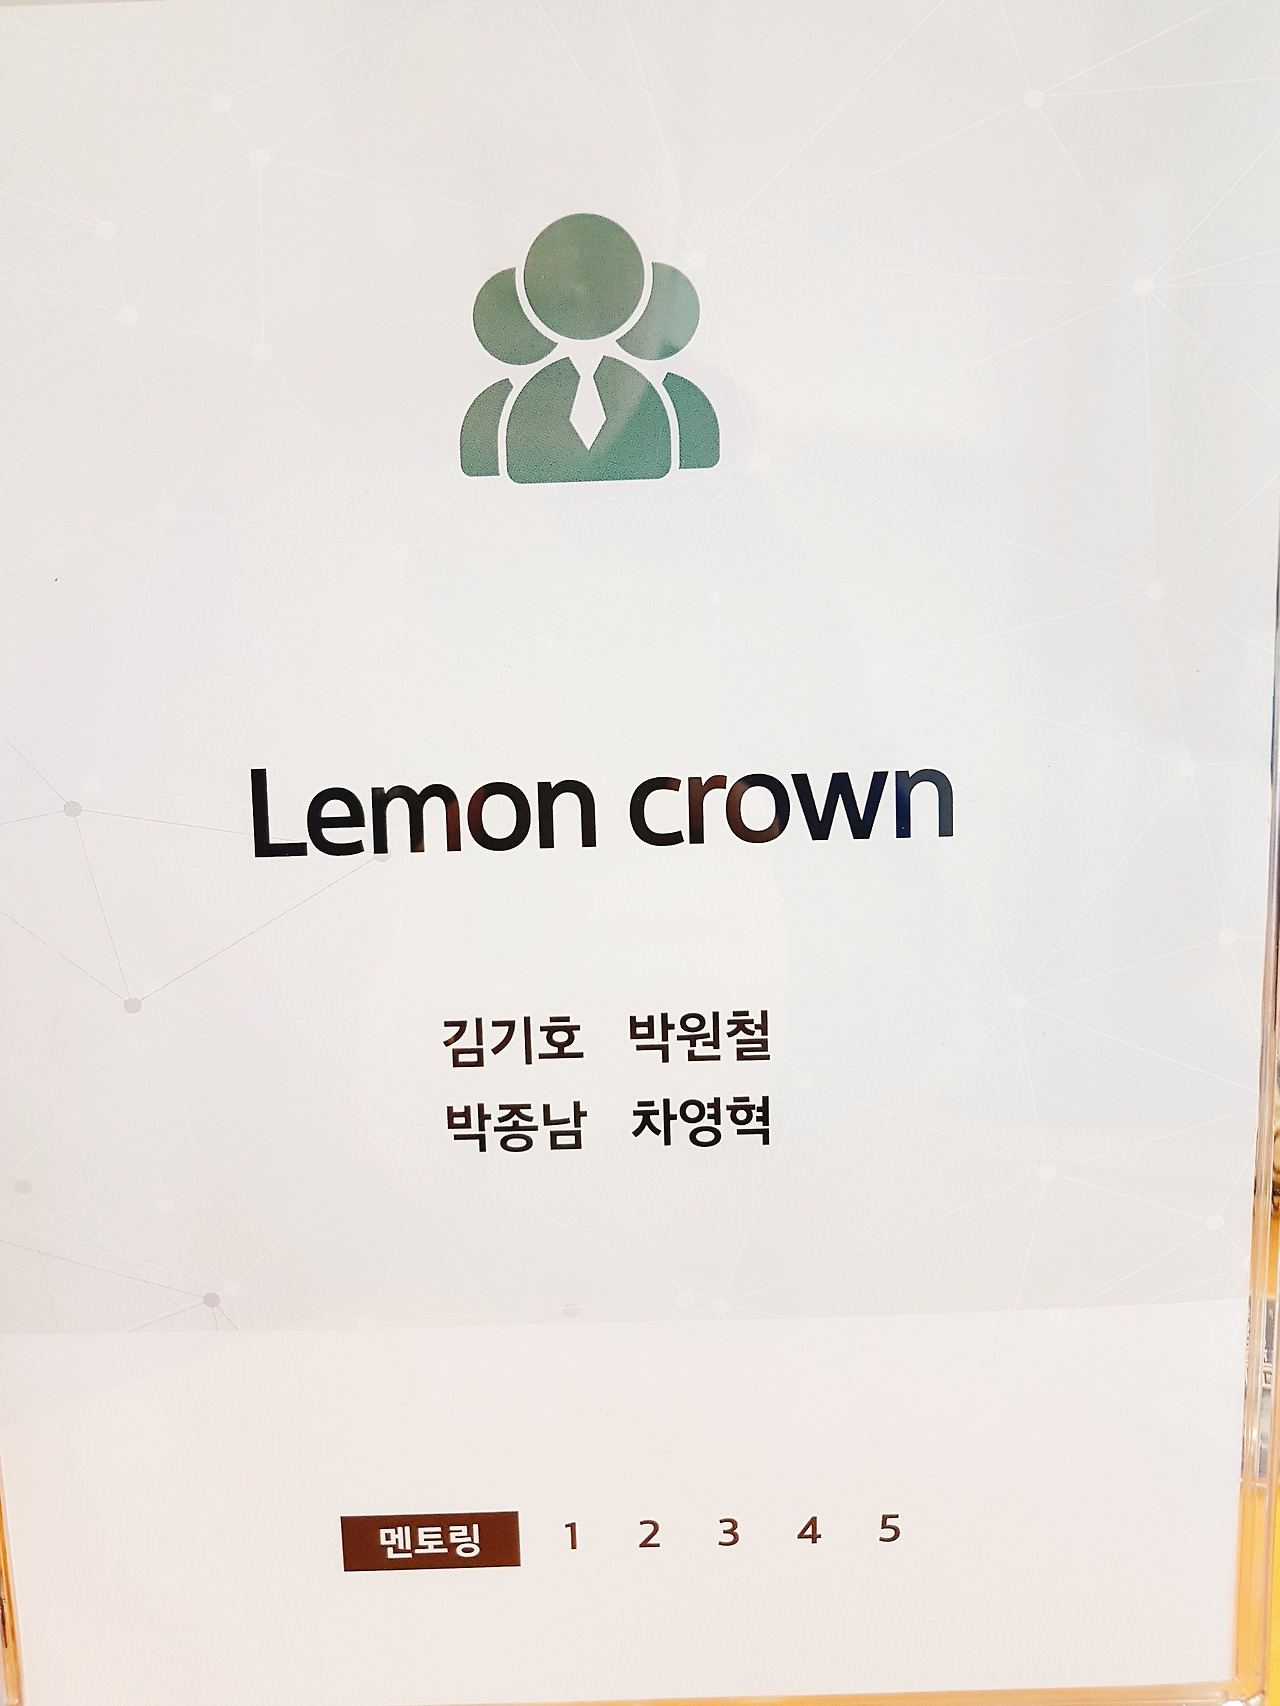 Lemon crown
김기호 박원철
박종남 차영혁
멘토링 1 2 3 4 5